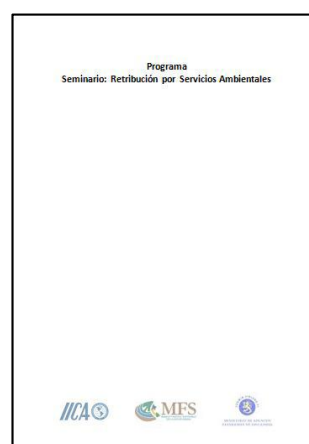 Programa
Seminario: Retribución por Servicios Ambientales
IICA
MFS